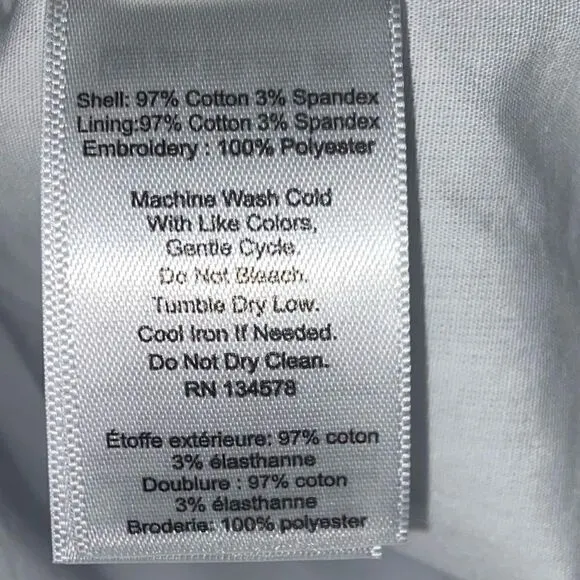 Shell: 97% Cotton 3% Spandex
Lining:97% Cotton 3% Spandex
Embroidery : 100% Polyester
Machine Wash Cold
With Like Colors,
Gentle Cycle.
Do Not Bleach.
Tumble Dry Low.
Cool Iron If Needed.
Do Not Dry Clean.
RN 134578
Étoffe extérieure: 97% coton
3% élasthanne
Doublure : 97% coton
3% élasthanne
Broderie: 100% polyester